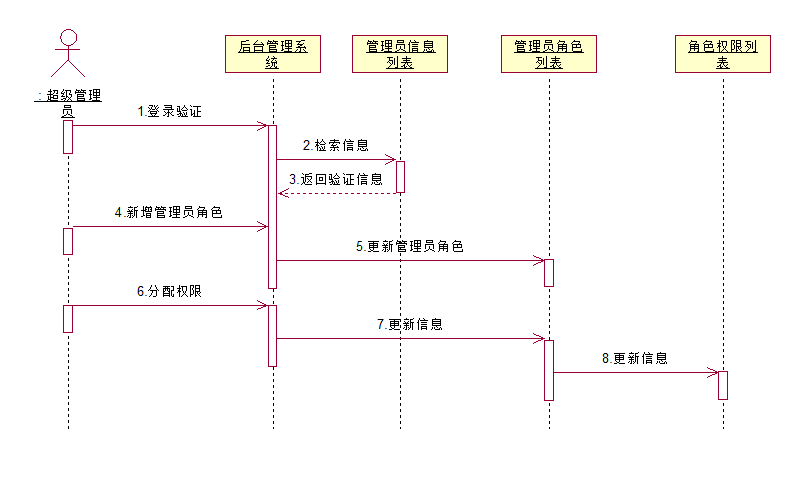 后台管理系
统
管理员信息
列表
管理员角色
列表
角色权限列
表
: 超级管理
员
1.登录验证
2.检索信息
3.返回验证信息
4.新增管理员角色
5.更新管理员角色
6.分配权限
7.更新信息
8.更新信息